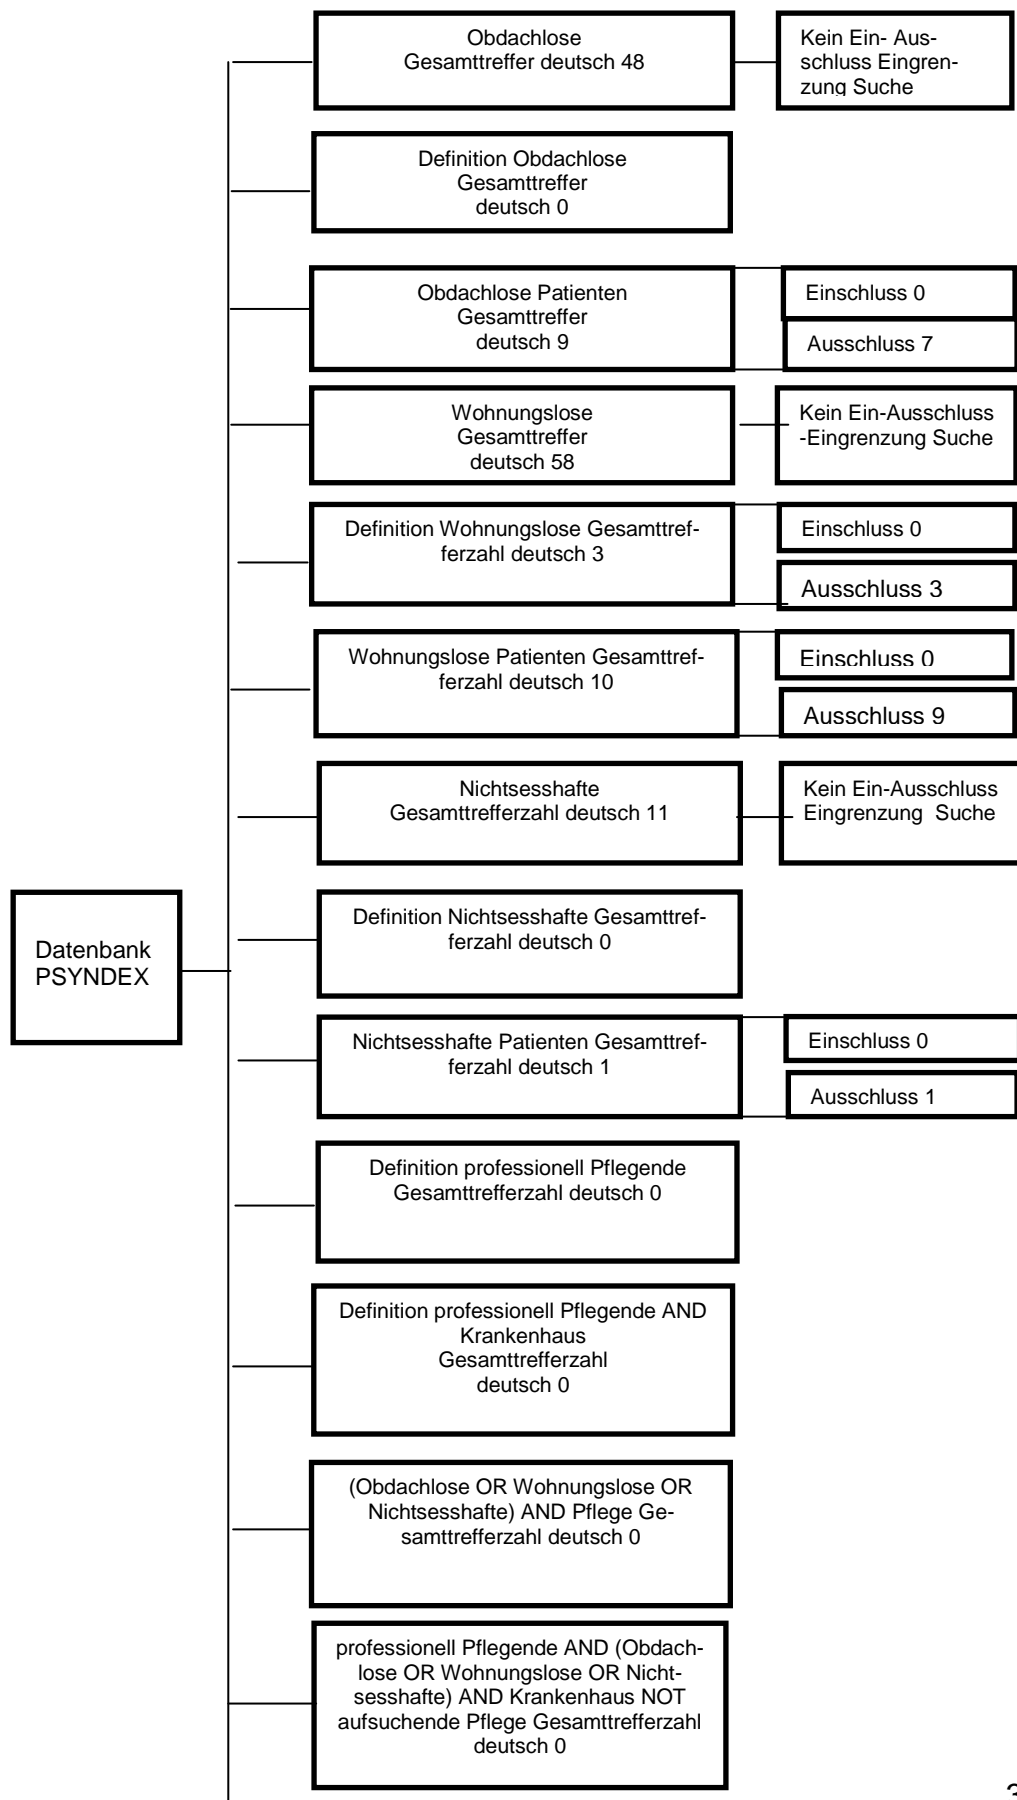 Obdachlose
Gesamttreffer deutsch 48
Kein Ein- Aus-
schluss Eingren-
zung Suche
Definition Obdachlose
Gesamttreffer
deutsch 0
Obdachlose Patienten
Gesamttreffer
deutsch 9
Einschluss 0
Ausschluss 7
Wohnungslose
Gesamttreffer
deutsch 58
Kein Ein-Ausschluss
-Eingrenzung Suche
Definition Wohnungslose Gesamttref-
ferzahl deutsch 3
Einschluss 0
Ausschluss 3
Wohnungslose Patienten Gesamttref-
ferzahl deutsch 10
Einschluss 0
Ausschluss 9
Nichtsesshafte
Gesamttrefferzahl deutsch 11
Kein Ein-Ausschluss
Eingrenzung  Suche
Datenbank
PSYNDEX
Definition Nichtsesshafte Gesamttref-
ferzahl deutsch 0
Nichtsesshafte Patienten Gesamttref-
ferzahl deutsch 1
Einschluss 0
Ausschluss 1
Definition professionell Pflegende
Gesamttrefferzahl deutsch 0
Definition professionell Pflegende AND
Krankenhaus
Gesamttrefferzahl
deutsch 0
(Obdachlose OR Wohnungslose OR
Nichtsesshafte) AND Pflege Ge-
samttrefferzahl deutsch 0
professionell Pflegende AND (Obdach-
lose OR Wohnungslose OR Nicht-
sesshafte) AND Krankenhaus NOT
aufsuchende Pflege Gesamttrefferzahl
deutsch 0